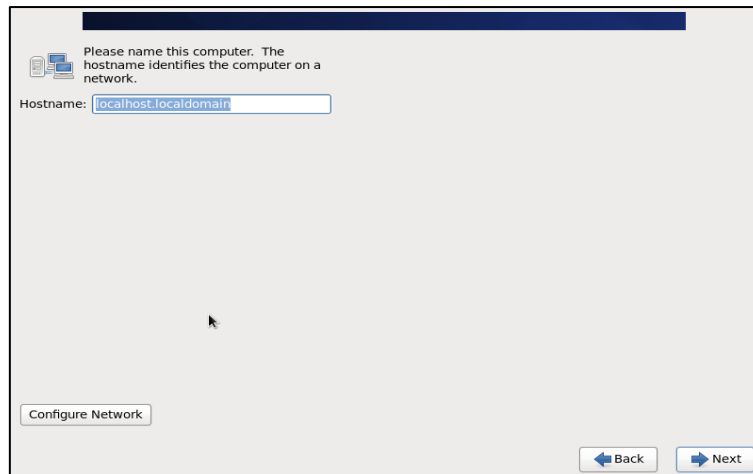 Please name this computer.  The
hostname identifies the computer on a
network.
Hostname: localhost.localdomain
Configure Network
Back Next